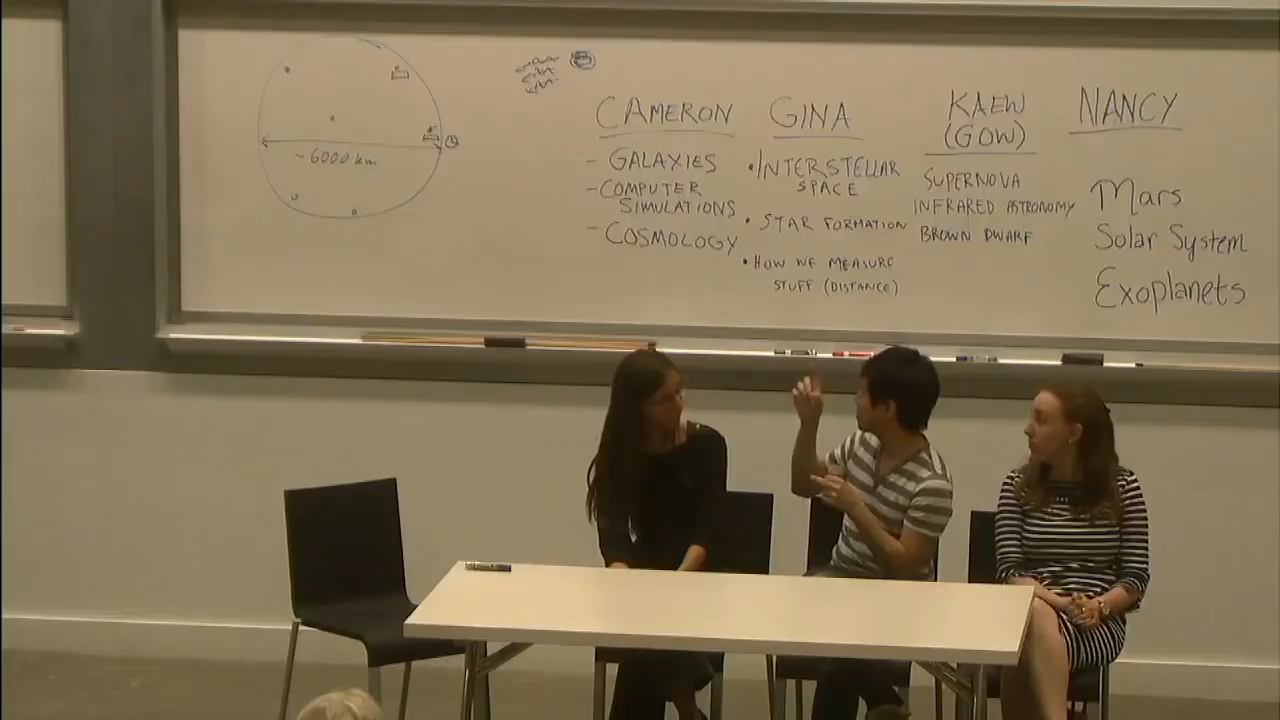 ~6000 km
CAMERON
- GALAXIES
- COMPUTER
SIMULATIONS
- COSMOLOGY
GINA
• INTERSTELLAR
SPACE
• STAR FORMATION
• HOW WE MEASURE
STUFF (DISTANCE)
KAEW
(GOW)
SUPERNOVA
INFRARED ASTRONOMY
BROWN DWARF
NANCY
Mars
Solar System
Exoplanets